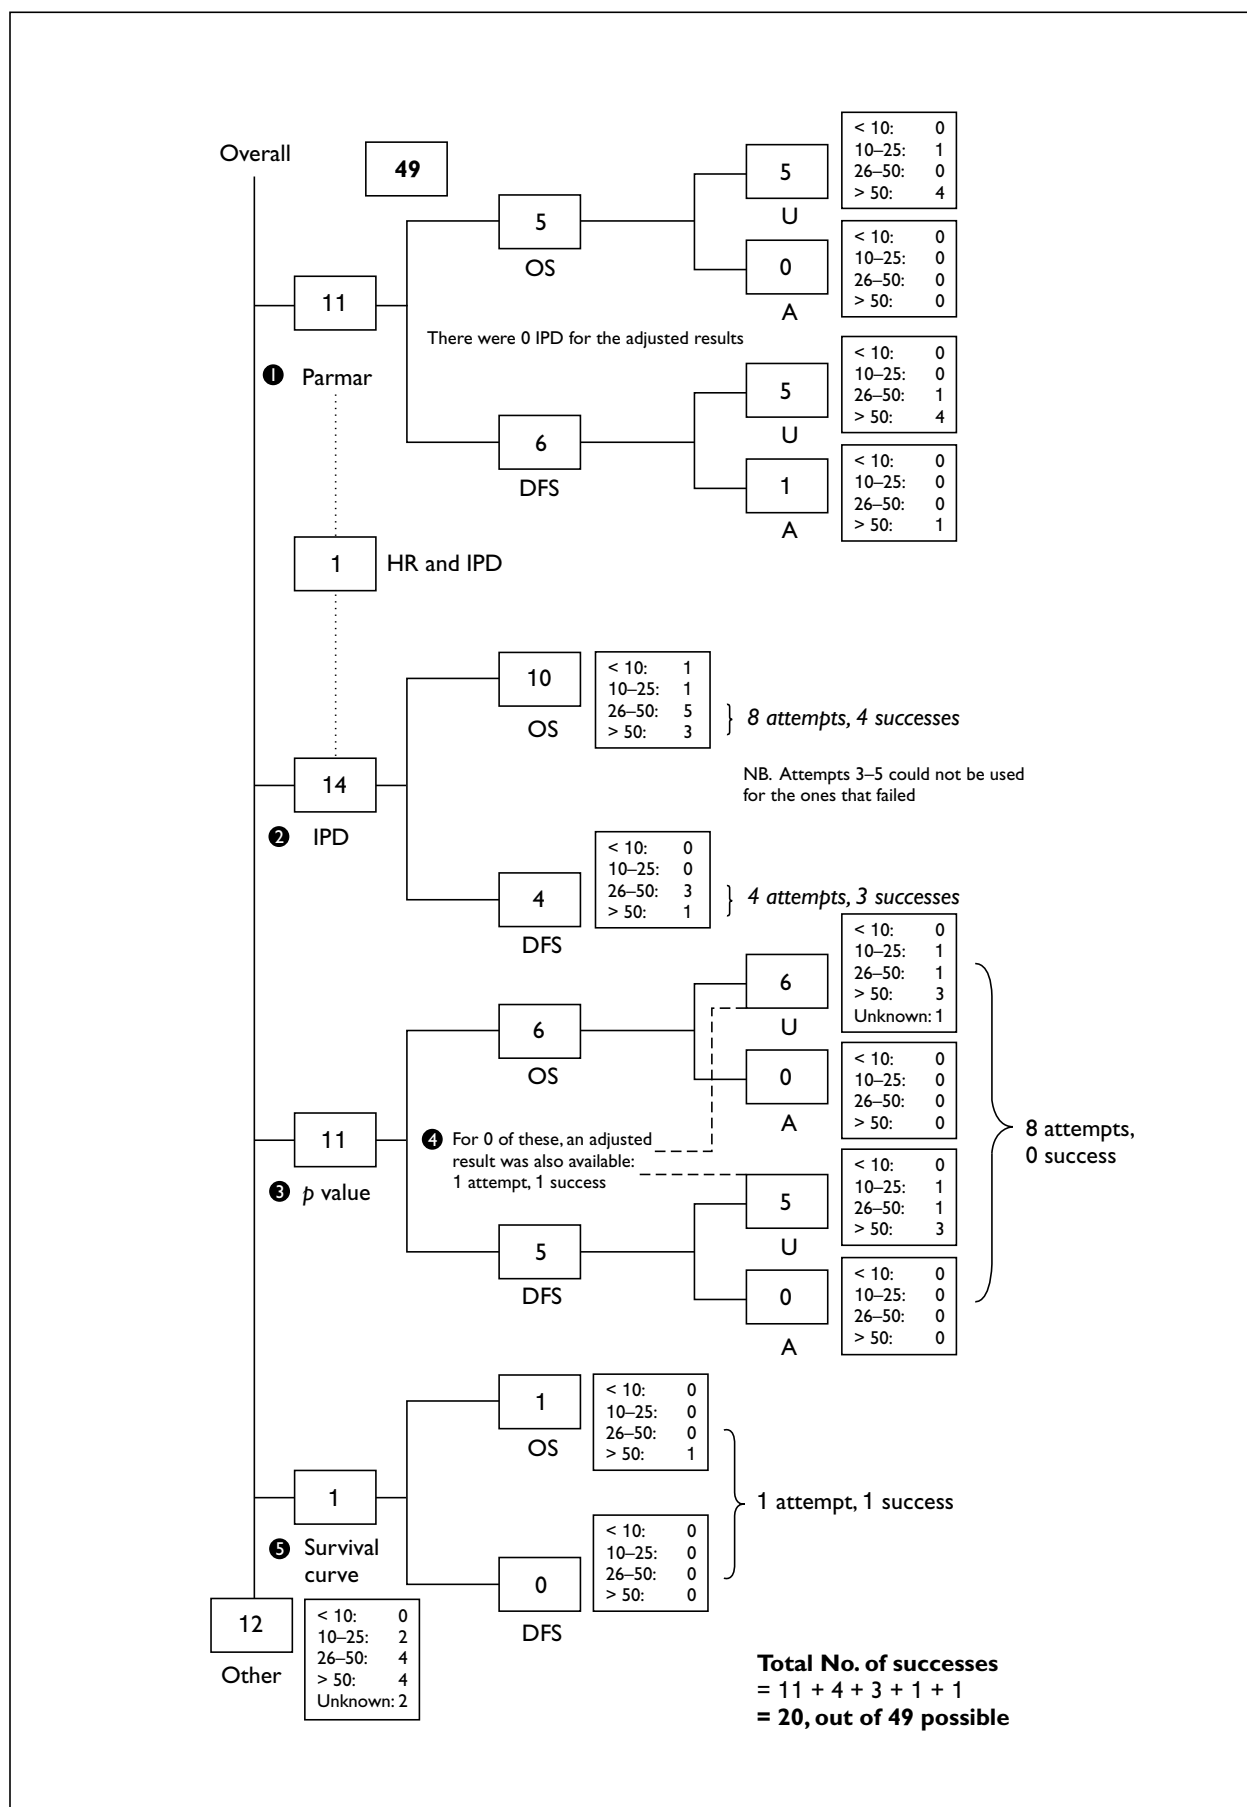 Overall
49
11
❶ Parmar
5
OS
5
U
< 10: 0
10–25: 1
26–50: 0
> 50: 4
0
A
< 10: 0
10–25: 0
26–50: 0
> 50: 0
There were 0 IPD for the adjusted results
6
DFS
5
U
< 10: 0
10–25: 0
26–50: 1
> 50: 4
1
A
< 10: 0
10–25: 0
26–50: 0
> 50: 1
1
HR and IPD
14
❷ IPD
10
OS
< 10: 1
10–25: 1
26–50: 5
> 50: 3
8 attempts, 4 successes
NB. Attempts 3–5 could not be used
for the ones that failed
4
DFS
< 10: 0
10–25: 0
26–50: 3
> 50: 1
4 attempts, 3 successes
11
❸ p value
6
OS
6
U
< 10: 0
10–25: 1
26–50: 1
> 50: 3
Unknown: 1
0
A
< 10: 0
10–25: 0
26–50: 0
> 50: 0
❹ For 0 of these, an adjusted
result was also available:
1 attempt, 1 success
5
DFS
5
U
< 10: 0
10–25: 1
26–50: 1
> 50: 3
0
A
< 10: 0
10–25: 0
26–50: 0
> 50: 0
8 attempts,
0 success
1
❺ Survival
curve
1
OS
< 10: 0
10–25: 0
26–50: 0
> 50: 1
0
DFS
< 10: 0
10–25: 0
26–50: 0
> 50: 0
1 attempt, 1 success
12
Other
< 10: 0
10–25: 2
26–50: 4
> 50: 4
Unknown: 2
Total No. of successes
= 11 + 4 + 3 + 1 + 1
= 20, out of 49 possible